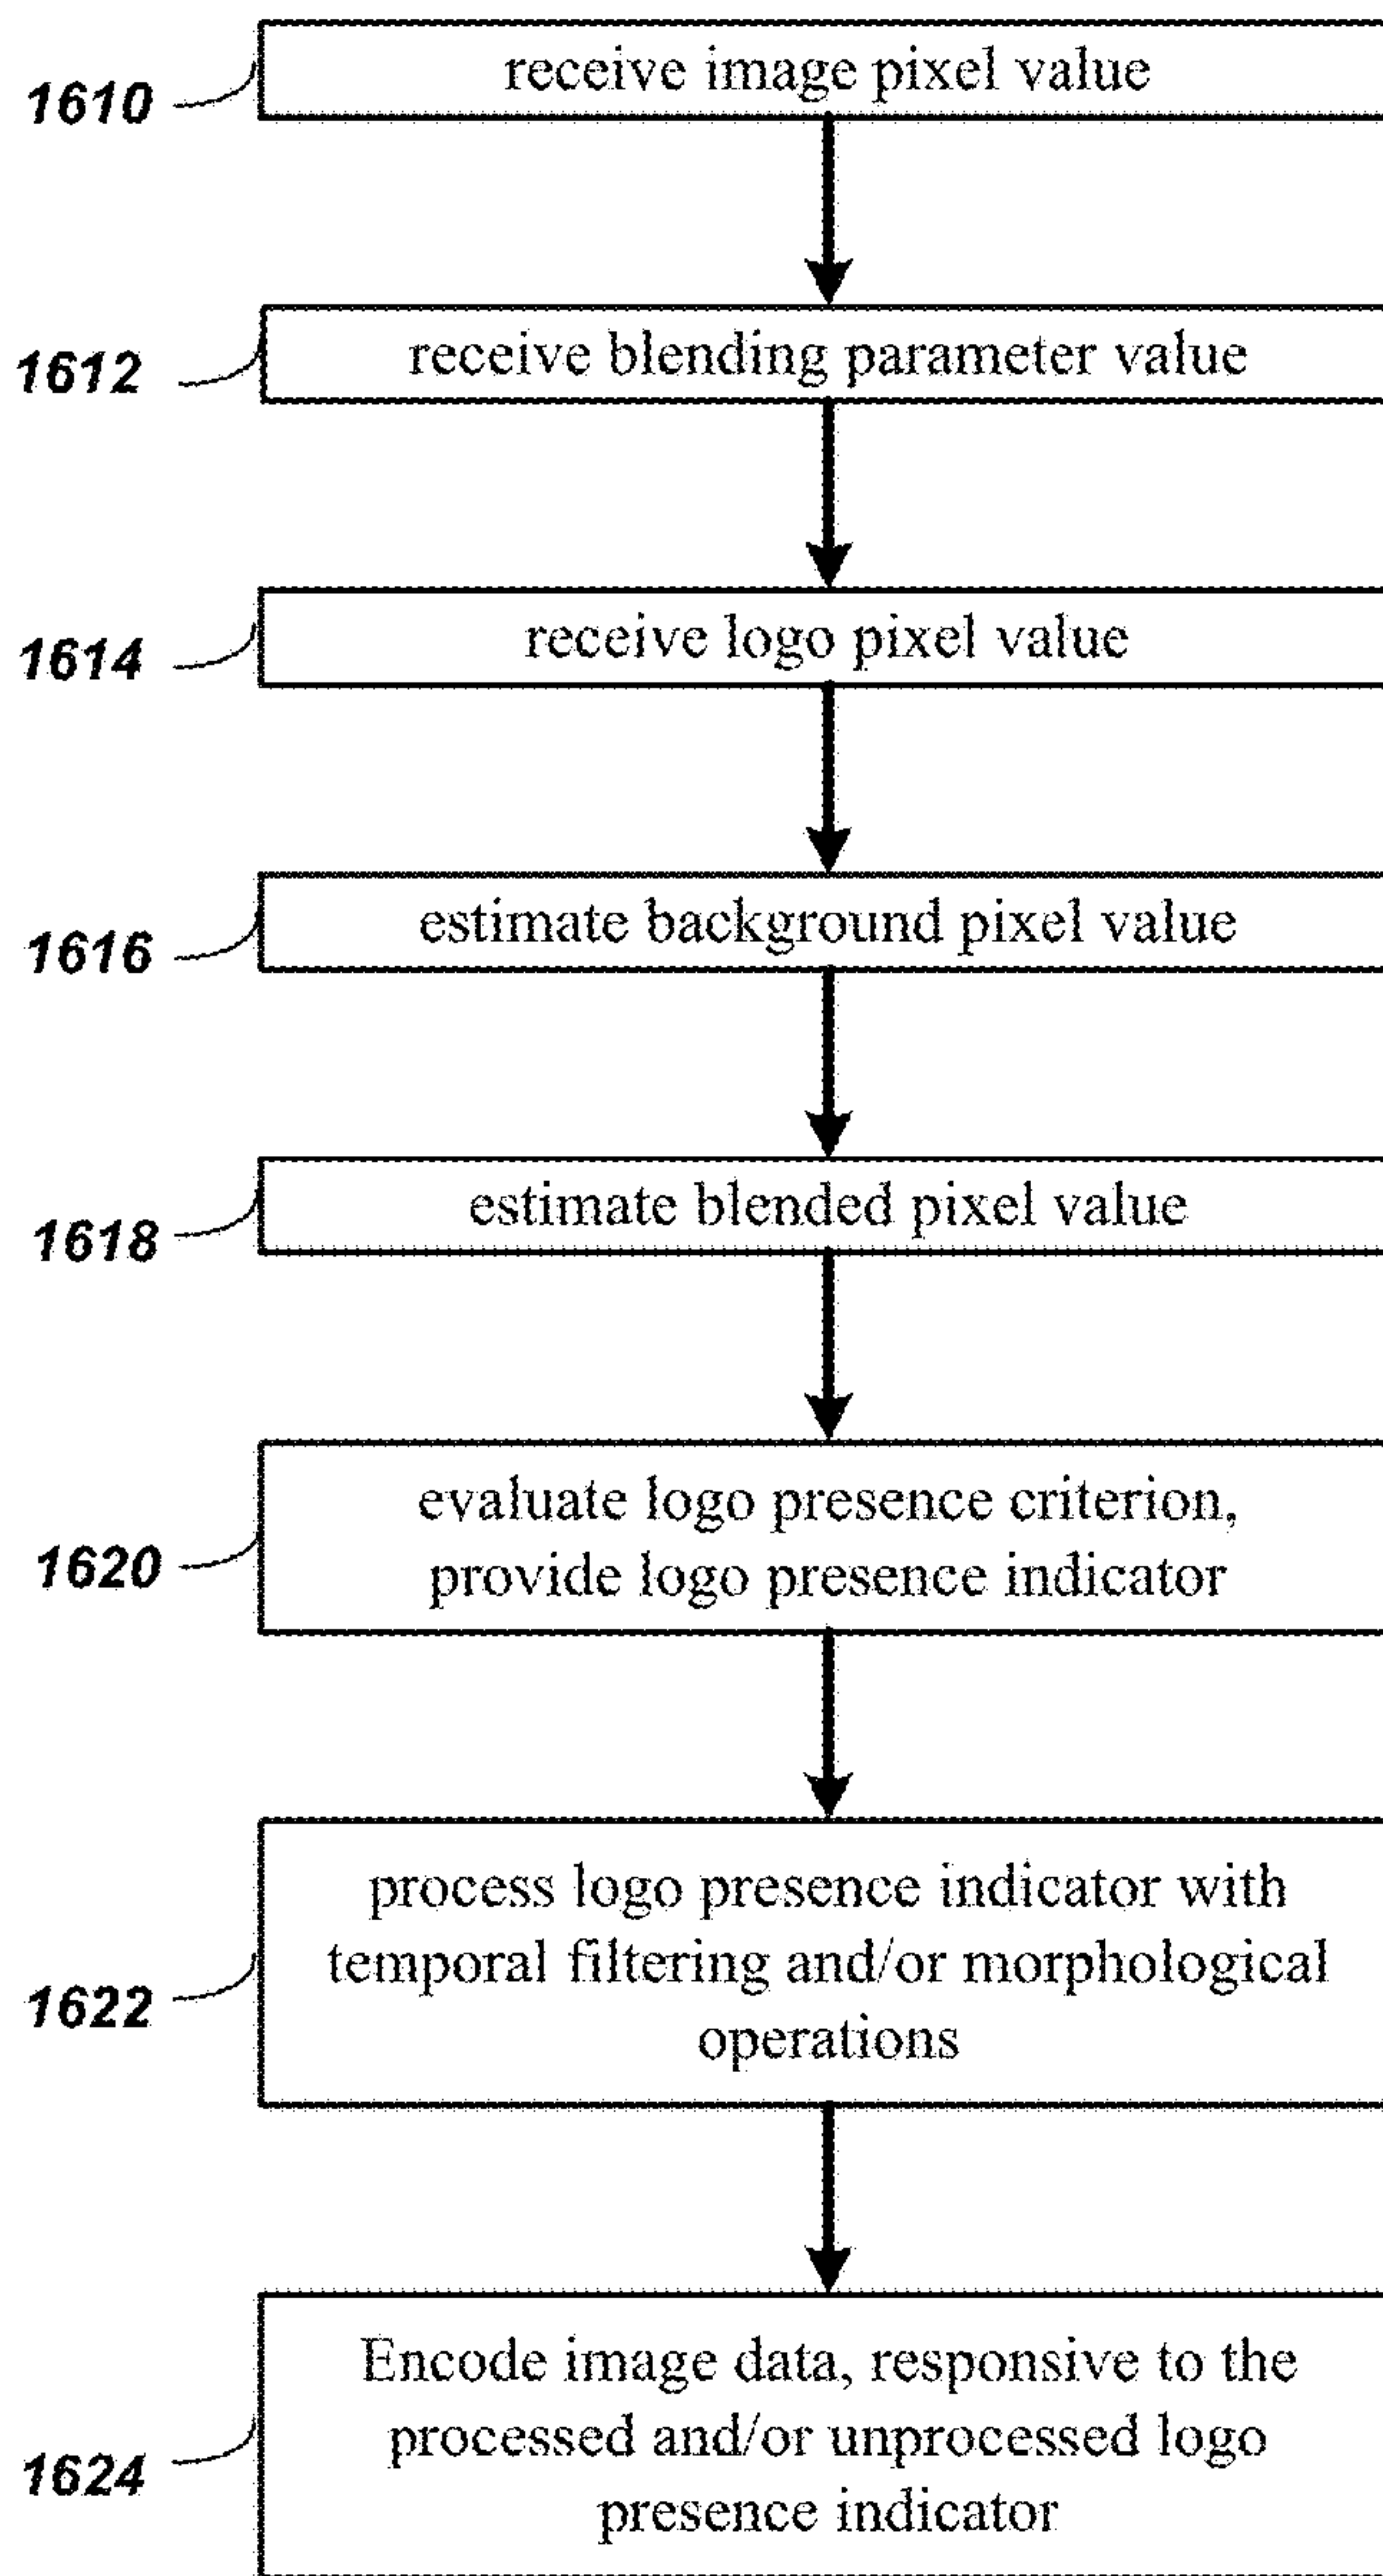 1610
receive image pixel value
1612
receive blending parameter value
1614
receive logo pixel value
1616
estimate background pixel value
1618
estimate blended pixel value
1620
evaluate logo presence criterion,
provide logo presence indicator
1622
process logo presence indicator with
temporal filtering and/or morphological
operations
1624
Encode image data, responsive to the
processed and/or unprocessed logo
presence indicator